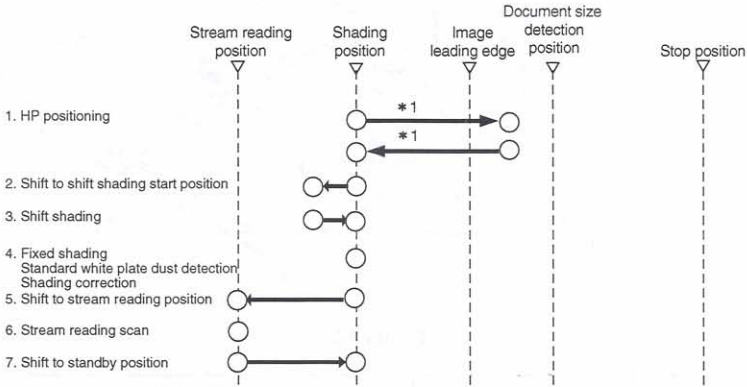 Document size
detection
position
Stream reading
position
Shading
position
Image
leading edge
Stop position
1. HP positioning
*1
*1
2. Shift to shift shading start position
3. Shift shading
4. Fixed shading
Standard white plate dust detection
Shading correction
5. Shift to stream reading position
6. Stream reading scan
7. Shift to standby position